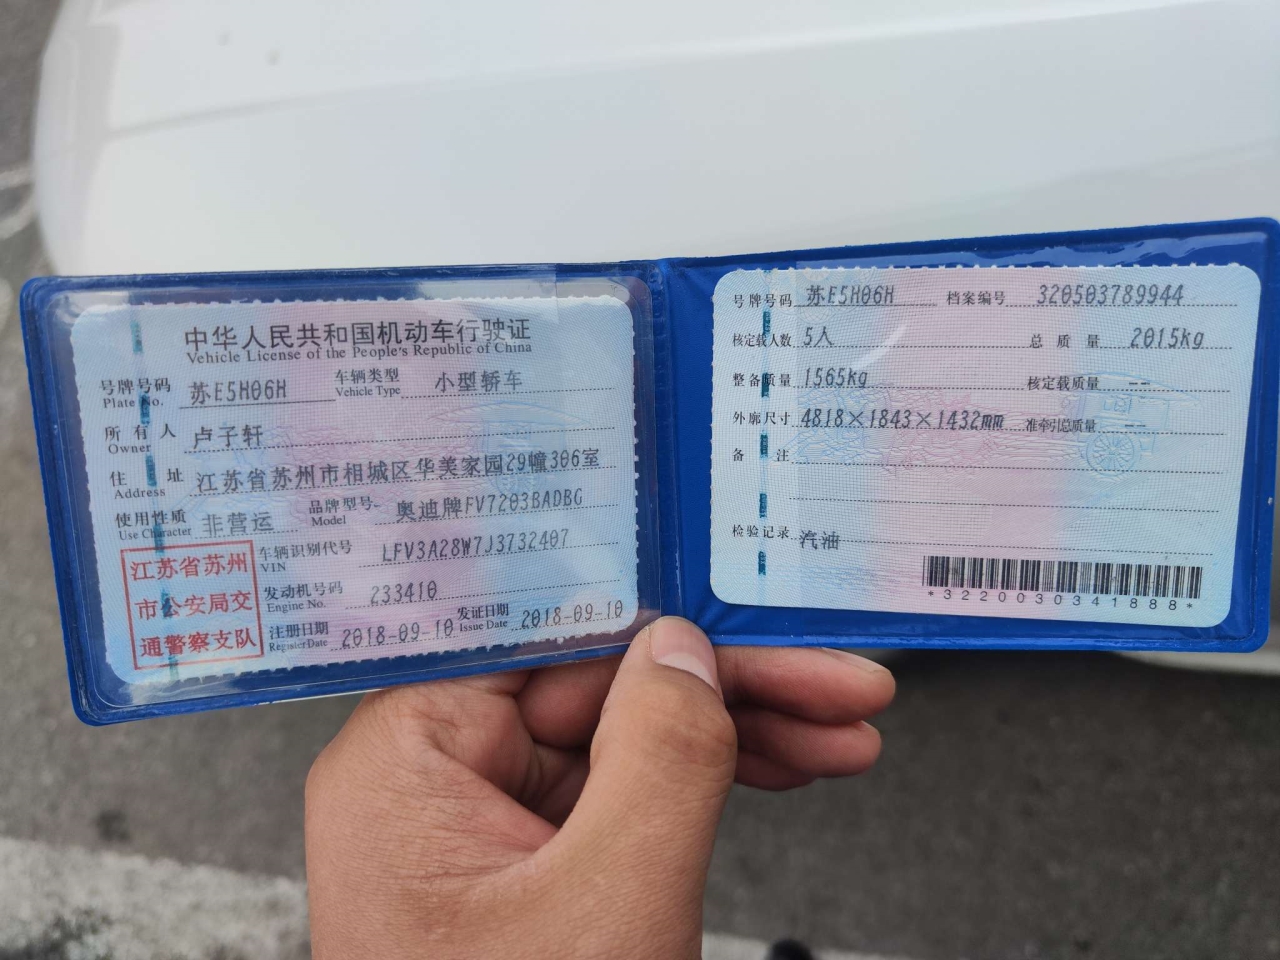 中华人民共和国机动车行驶证
Vehicle License of the People's Republic of China
号牌号码 Plate No. 苏E5H06H 车辆类型 Vehicle Type 小型轿车
所有人 Owner 卢子轩
住址 Address 江苏省苏州市相城区华美家园29幢306室
使用性质 Use Character 非营运 品牌型号 Model 奥迪牌FV7203BADBG
车辆识别代号 VIN LFV3A28W7J3732407
发动机号码 Engine No. 233410
注册日期 Register Date 2018-09-10 发证日期 Issue Date 2018-09-10
江苏省苏州
市公安局交
通警察支队
号牌号码 苏E5H06H 档案编号 320503789944
核定载人数 5人 总质量 2015kg
整备质量 1565kg 核定载质量 --
外廓尺寸 4818×1843×1432mm 准牵引总质量 --
备注
检验记录 汽油
*3220030341888*